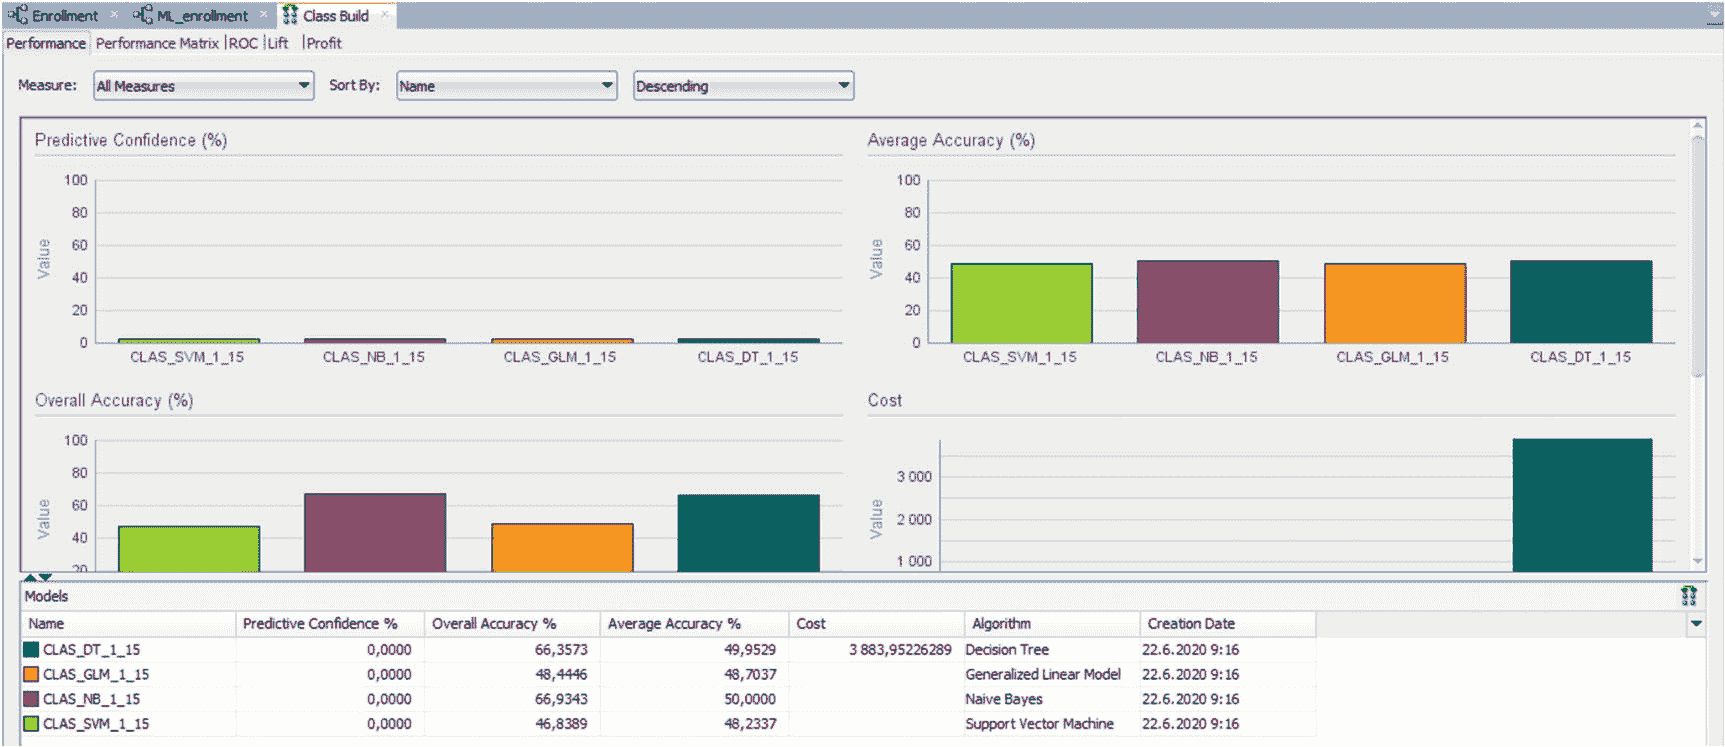 Enrollment × ML_enrollment × Class Build ×
Performance Performance Matrix ROC Lift Profit
Measure: All Measures Sort By: Name Descending
Predictive Confidence (%)
Value
100
80
60
40
20
0
CLAS_SVM_1_15 CLAS_NB_1_15 CLAS_GLM_1_15 CLAS_DT_1_15
Average Accuracy (%)
Value
100
80
60
40
20
0
CLAS_SVM_1_15 CLAS_NB_1_15 CLAS_GLM_1_15 CLAS_DT_1_15
Overall Accuracy (%)
Value
100
80
60
40
20
Cost
Value
3 000
2 000
1 000
Models
Name Predictive Confidence % Overall Accuracy % Average Accuracy % Cost Algorithm Creation Date
CLAS_DT_1_15 0,0000 66,3573 49,9529 3 883,95226289 Decision Tree 22.6.2020 9:16
CLAS_GLM_1_15 0,0000 48,4446 48,7037 Generalized Linear Model 22.6.2020 9:16
CLAS_NB_1_15 0,0000 66,9343 50,0000 Naive Bayes 22.6.2020 9:16
CLAS_SVM_1_15 0,0000 46,8389 48,2337 Support Vector Machine 22.6.2020 9:16